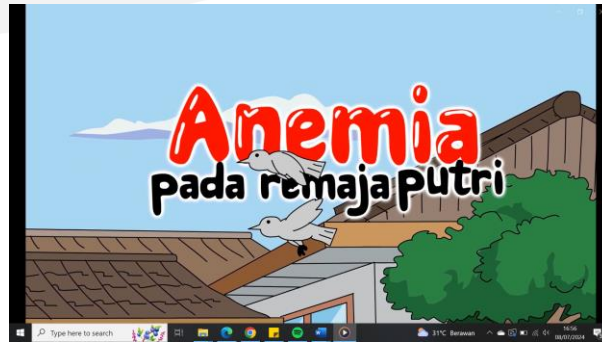 Anemia
pada remaja putri
Type here to search
31°C Berawan
16:56
08/07/2024